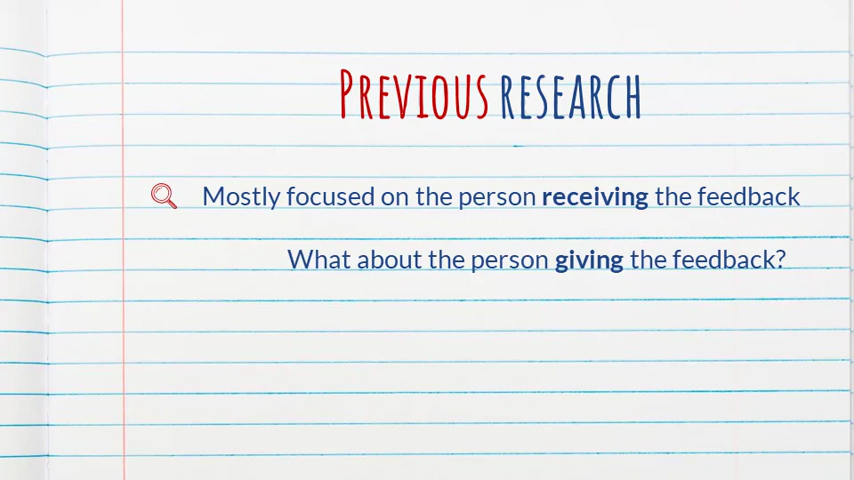 Previous research
Mostly focused on the person receiving the feedback
What about the person giving the feedback?